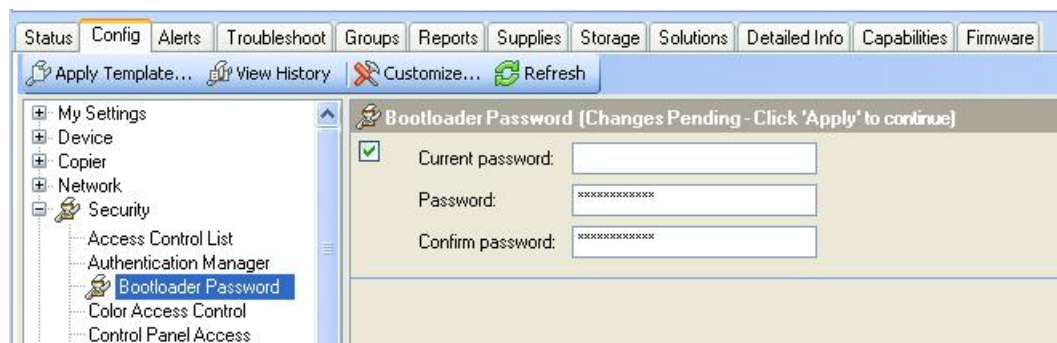 Status Config Alerts Troubleshoot Groups Reports Supplies Storage Solutions Detailed Info Capabilities Firmware
Apply Template... View History Customize... Refresh
My Settings
Device
Copier
Network
Security
Access Control List
Authentication Manager
Bootloader Password
Color Access Control
Control Panel Access
Bootloader Password (Changes Pending - Click 'Apply' to continue)
Current password:
Password: ************
Confirm password: ************